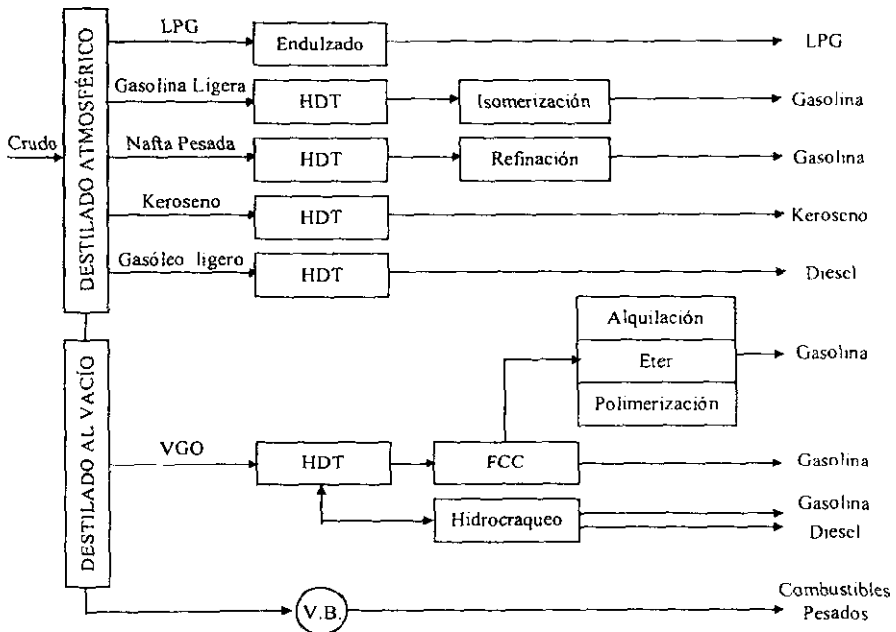 Crudo
DESTILADO ATMOSFÉRICO
LPG
Endulzado
LPG
Gasolina Ligera
HDT
Isomerización
Gasolina
Nafta Pesada
HDT
Refinación
Gasolina
Keroseno
HDT
Keroseno
Gasóleo ligero
HDT
Diesel
DESTILADO AL VACÍO
Alquilación
Eter
Polimerización
Gasolina
VGO
HDT
FCC
Gasolina
Hidrocraqueo
Gasolina
Diesel
V.B.
Combustibles
Pesados